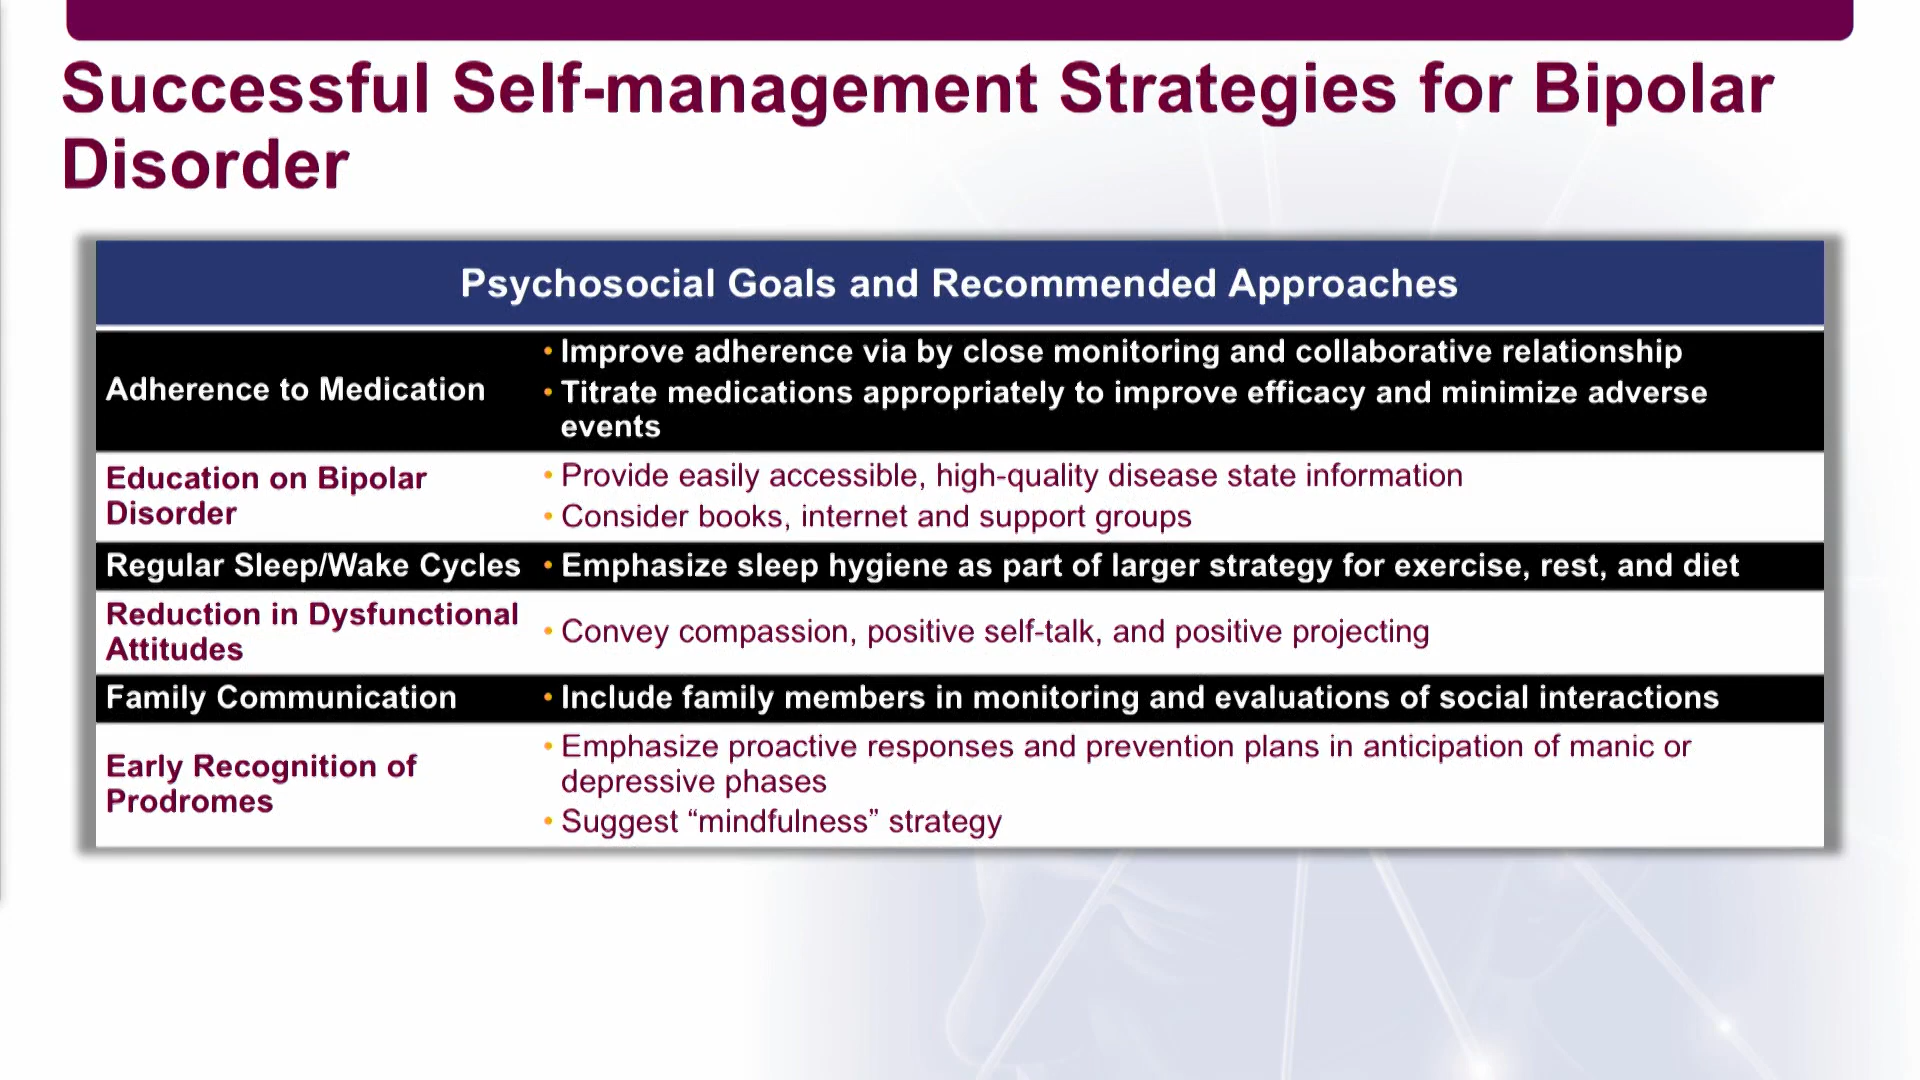 Successful Self-management Strategies for Bipolar
Disorder
Psychosocial Goals and Recommended Approaches
Adherence to Medication
• Improve adherence via by close monitoring and collaborative relationship
• Titrate medications appropriately to improve efficacy and minimize adverse
events
Education on Bipolar
Disorder
• Provide easily accessible, high-quality disease state information
• Consider books, internet and support groups
Regular Sleep/Wake Cycles
• Emphasize sleep hygiene as part of larger strategy for exercise, rest, and diet
Reduction in Dysfunctional
Attitudes
• Convey compassion, positive self-talk, and positive projecting
Family Communication
• Include family members in monitoring and evaluations of social interactions
Early Recognition of
Prodromes
• Emphasize proactive responses and prevention plans in anticipation of manic or
depressive phases
• Suggest “mindfulness” strategy